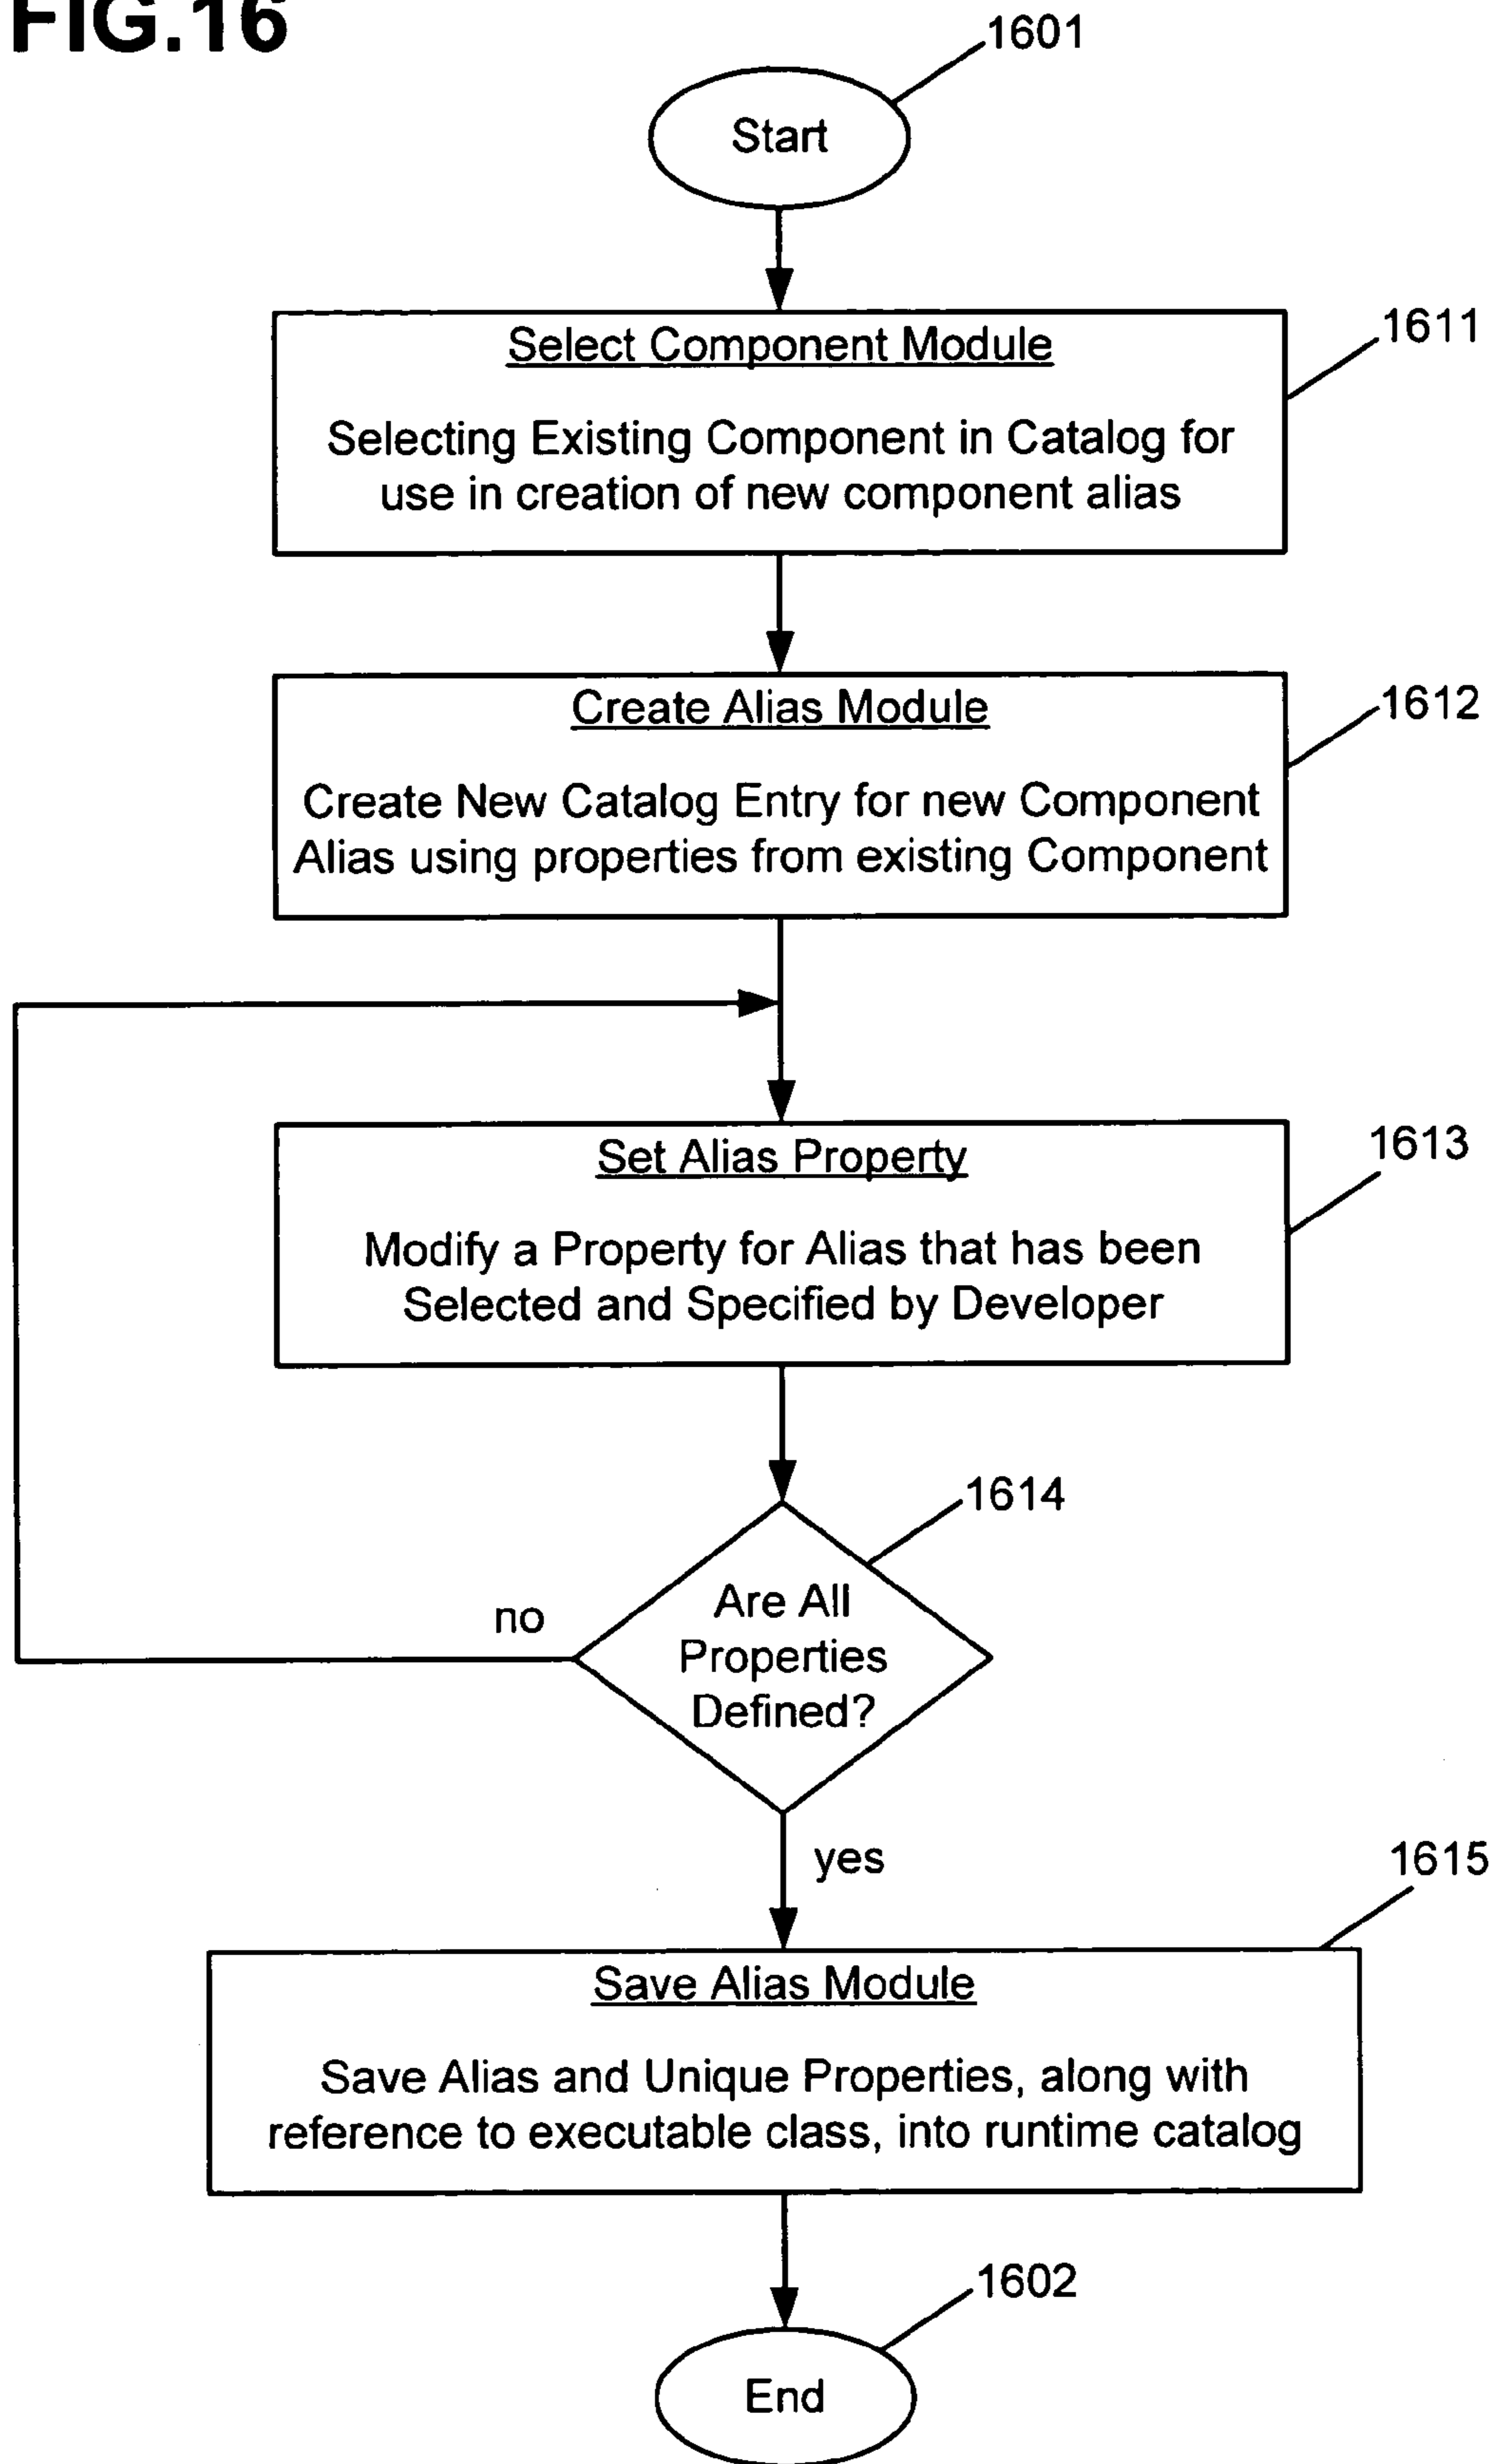 FIG.16
1601
Start
1611
Select Component Module
Selecting Existing Component in Catalog for
use in creation of new component alias
1612
Create Alias Module
Create New Catalog Entry for new Component
Alias using properties from existing Component
1613
Set Alias Property
Modify a Property for Alias that has been
Selected and Specified by Developer
1614
Are All
Properties
Defined?
no
yes
1615
Save Alias Module
Save Alias and Unique Properties, along with
reference to executable class, into runtime catalog
1602
End